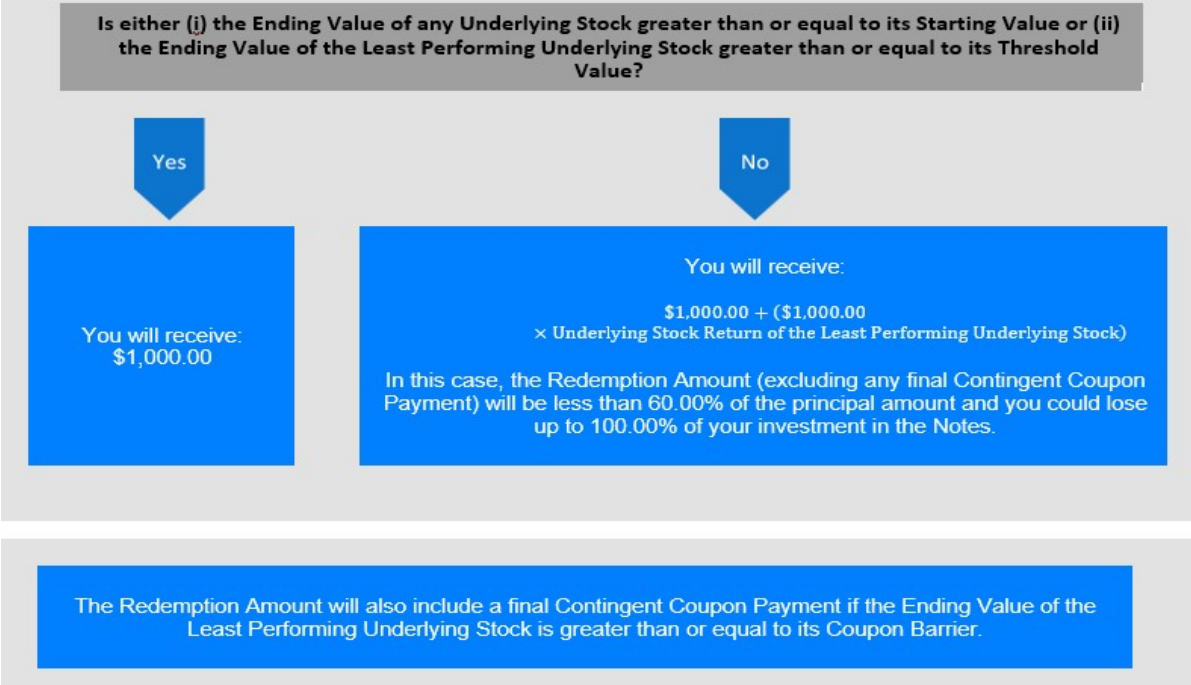 Is either (i) the Ending Value of any Underlying Stock greater than or equal to its Starting Value or (ii)
the Ending Value of the Least Performing Underlying Stock greater than or equal to its Threshold
Value?
Yes
No
You will receive:
$1,000.00
You will receive:
$1,000.00 + ($1,000.00
× Underlying Stock Return of the Least Performing Underlying Stock)
In this case, the Redemption Amount (excluding any final Contingent Coupon
Payment) will be less than 60.00% of the principal amount and you could lose
up to 100.00% of your investment in the Notes.
The Redemption Amount will also include a final Contingent Coupon Payment if the Ending Value of the
Least Performing Underlying Stock is greater than or equal to its Coupon Barrier.